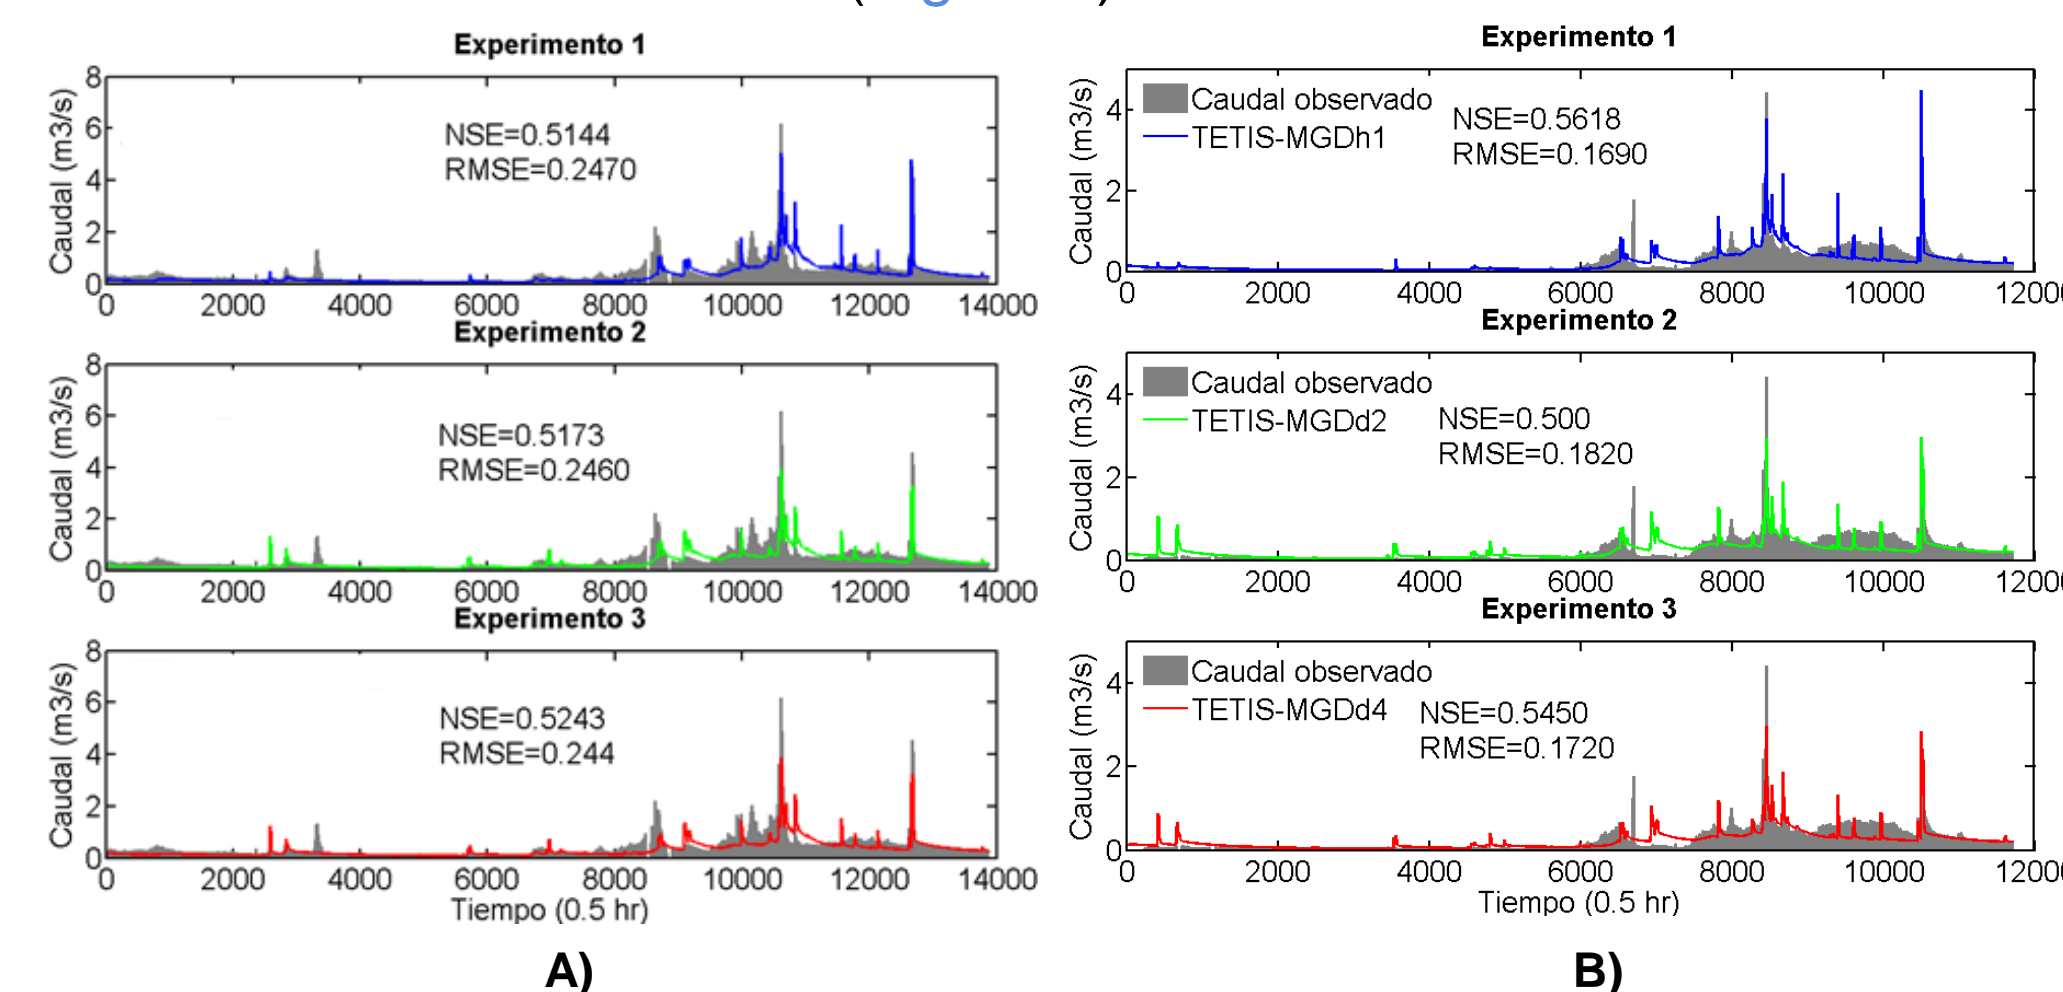 Experimento 1
8
6
4
2
0
Caudal (m3/s)
NSE=0.5144
RMSE=0.2470
0 2000 4000 6000 8000 10000 12000 14000
Experimento 2
8
6
4
2
0
Caudal (m3/s)
NSE=0.5173
RMSE=0.2460
0 2000 4000 6000 8000 10000 12000 14000
Experimento 3
8
6
4
2
0
Caudal (m3/s)
NSE=0.5243
RMSE=0.244
0 2000 4000 6000 8000 10000 12000 14000
Tiempo (0.5 hr)
A)
Experimento 1
4
2
0
Caudal (m3/s)
Caudal observado
TETIS-MGDh1
NSE=0.5618
RMSE=0.1690
0 2000 4000 6000 8000 10000 1200
Experimento 2
4
2
0
Caudal (m3/s)
Caudal observado
TETIS-MGDd2
NSE=0.500
RMSE=0.1820
0 2000 4000 6000 8000 10000 1200
Experimento 3
4
2
0
Caudal (m3/s)
Caudal observado
TETIS-MGDd4
NSE=0.5450
RMSE=0.1720
0 2000 4000 6000 8000 10000 1200
Tiempo (0.5 hr)
B)